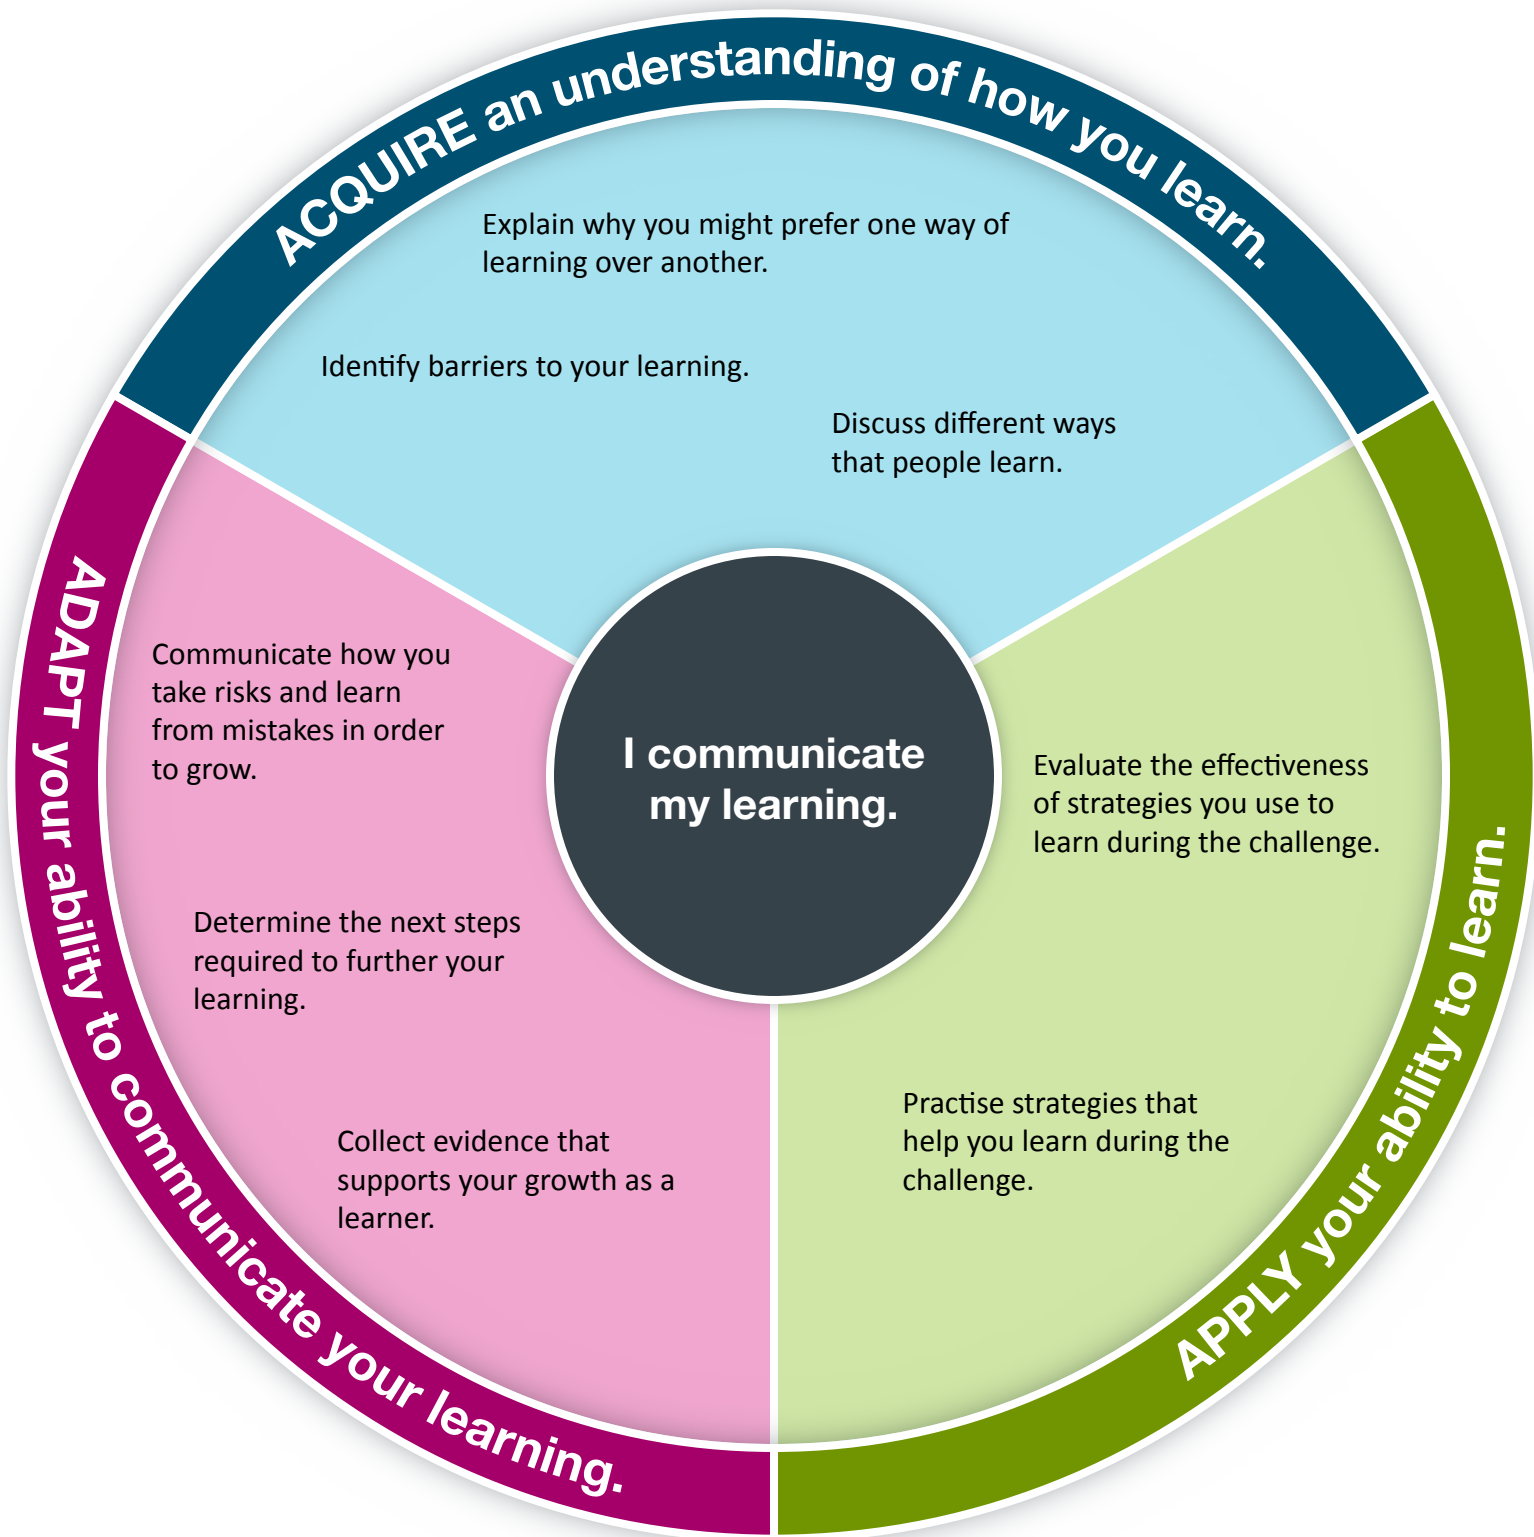 ACQUIRE an understanding of how you learn.
Explain why you might prefer one way of
learning over another.
Identify barriers to your learning.
Discuss different ways
that people learn.
I communicate
my learning.
APPLY your ability to learn.
Evaluate the effectiveness
of strategies you use to
learn during the challenge.
Practise strategies that
help you learn during the
challenge.
ADAPT your ability to communicate your learning.
Communicate how you
take risks and learn
from mistakes in order
to grow.
Determine the next steps
required to further your
learning.
Collect evidence that
supports your growth as a
learner.